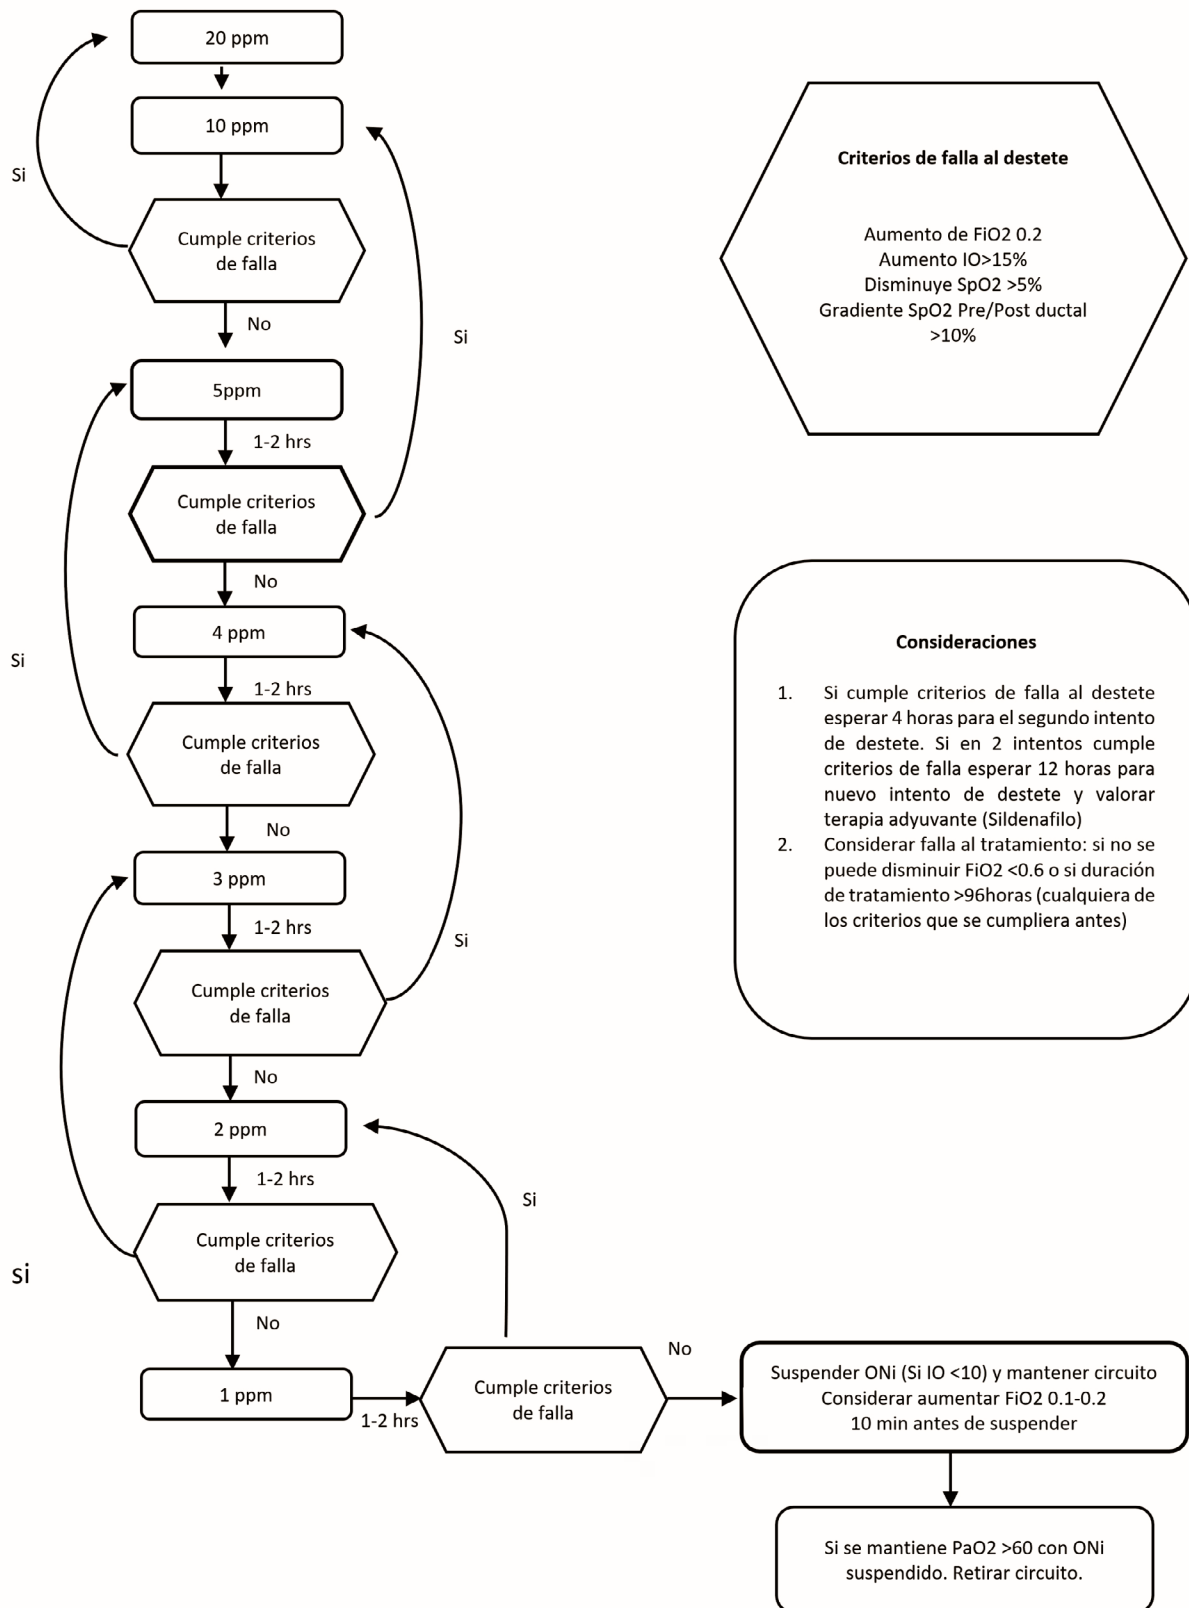 20 ppm
10 ppm
Si
Cumple criterios
de falla
No
Si
5ppm
1-2 hrs
Cumple criterios
de falla
No
4 ppm
Si
1-2 hrs
Cumple criterios
de falla
No
3 ppm
1-2 hrs
Si
Cumple criterios
de falla
No
2 ppm
1-2 hrs
Si
Cumple criterios
de falla
si
No
1 ppm
1-2 hrs
Cumple criterios
de falla
No
Suspender ONi (Si IO <10) y mantener circuito
Considerar aumentar FiO2 0.1-0.2
10 min antes de suspender
Si se mantiene PaO2 >60 con ONi
suspendido. Retirar circuito.
Criterios de falla al destete
Aumento de FiO2 0.2
Aumento IO>15%
Disminuye SpO2 >5%
Gradiente SpO2 Pre/Post ductal
>10%
Consideraciones
1. Si cumple criterios de falla al destete
esperar 4 horas para el segundo intento
de destete. Si en 2 intentos cumple
criterios de falla esperar 12 horas para
nuevo intento de destete y valorar
terapia adyuvante (Sildenafilo)
2. Considerar falla al tratamiento: si no se
puede disminuir FiO2 <0.6 o si duración
de tratamiento >96horas (cualquiera de
los criterios que se cumpliera antes)